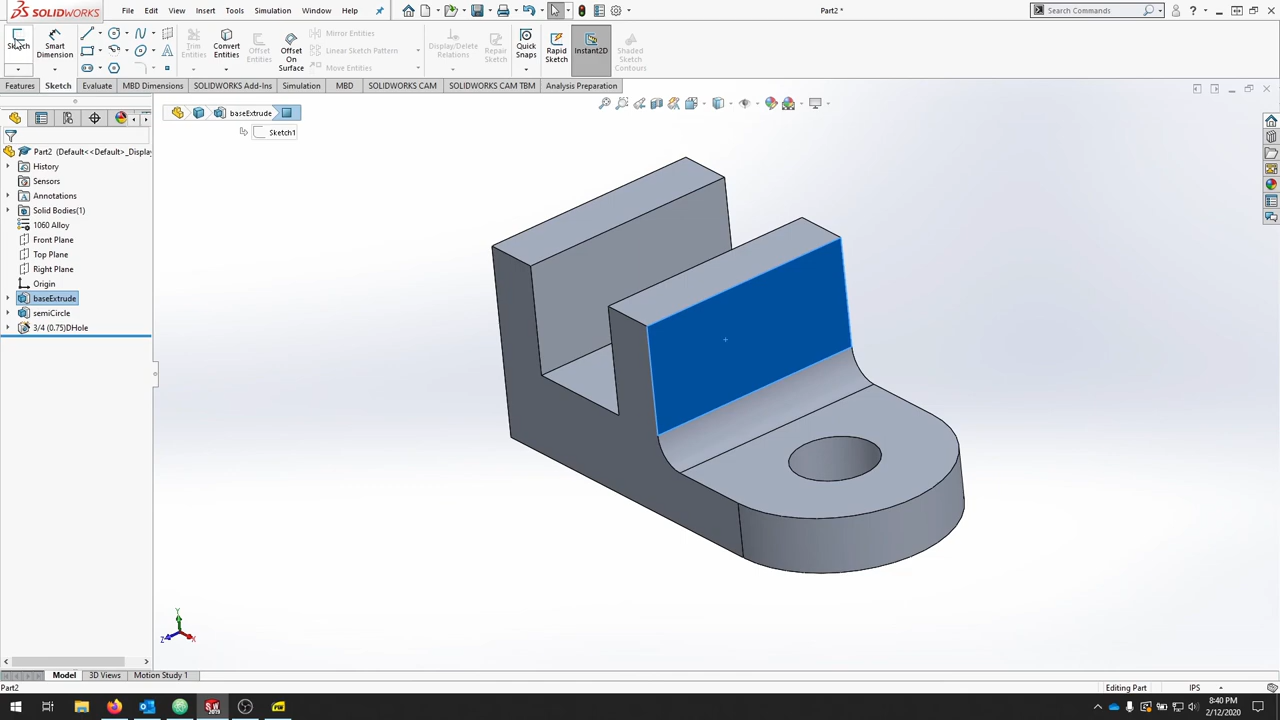 SOLIDWORKS
File Edit View Insert Tools Simulation Window Help
Part2 *
Search Commands
Sketch
Smart Dimension
Trim Entities
Convert Entities
Offset Entities
Offset On Surface
Mirror Entities
Linear Sketch Pattern
Move Entities
Display/Delete Relations
Repair Sketch
Quick Snaps
Rapid Sketch
Instant2D
Shaded Sketch Contours
Features Sketch Evaluate MBD Dimensions SOLIDWORKS Add-Ins Simulation MBD SOLIDWORKS CAM SOLIDWORKS CAM TBM Analysis Preparation
baseExtrude
Sketch1
Part2 (Default<<Default>_Display
History
Sensors
Annotations
Solid Bodies(1)
1060 Alloy
Front Plane
Top Plane
Right Plane
Origin
baseExtrude
semiCircle
3/4 (0.75)DHole
Y
Z X
Model 3D Views Motion Study 1
Part2
Editing Part
IPS
8:40 PM
2/12/2020